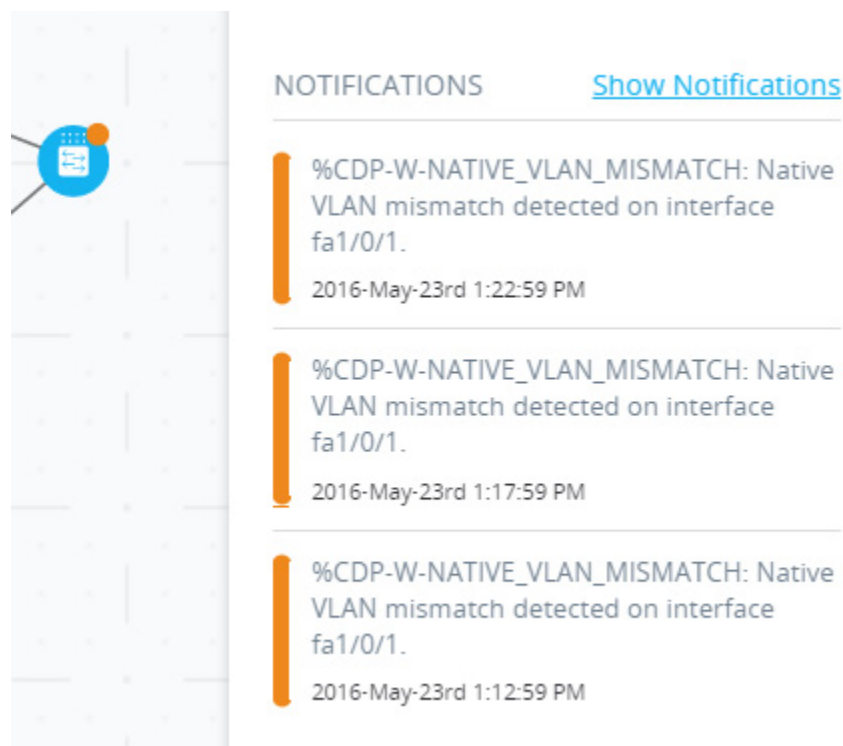 NOTIFICATIONS Show Notifications
%CDP-W-NATIVE_VLAN_MISMATCH: Native
VLAN mismatch detected on interface
fa1/0/1.
2016-May-23rd 1:22:59 PM
%CDP-W-NATIVE_VLAN_MISMATCH: Native
VLAN mismatch detected on interface
fa1/0/1.
2016-May-23rd 1:17:59 PM
%CDP-W-NATIVE_VLAN_MISMATCH: Native
VLAN mismatch detected on interface
fa1/0/1.
2016-May-23rd 1:12:59 PM